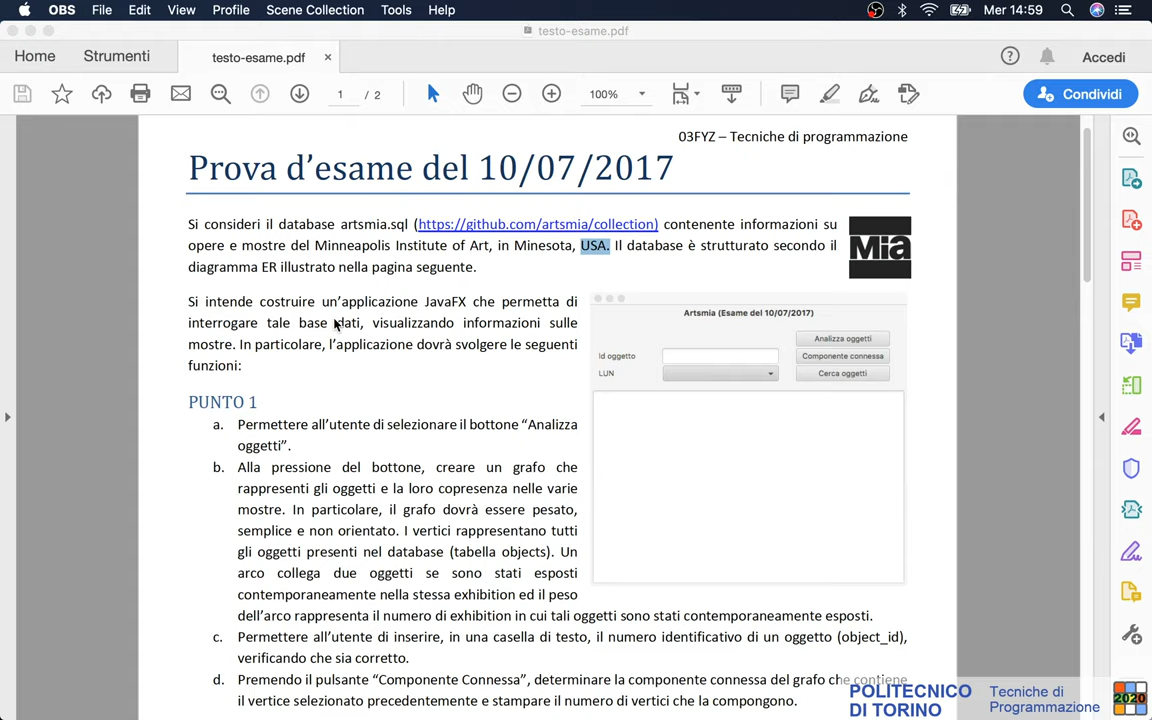 OBS File Edit View Profile Scene Collection Tools Help Mer 14:59
testo-esame.pdf
Home Strumenti testo-esame.pdf × Accedi
1 / 2 100% Condividi
03FYZ – Tecniche di programmazione
Prova d'esame del 10/07/2017
Si consideri il database artsmia.sql (https://github.com/artsmia/collection) contenente informazioni su
opere e mostre del Minneapolis Institute of Art, in Minesota, USA. Il database è strutturato secondo il
diagramma ER illustrato nella pagina seguente.
Mia
Si intende costruire un'applicazione JavaFX che permetta di
interrogare tale base dati, visualizzando informazioni sulle
mostre. In particolare, l'applicazione dovrà svolgere le seguenti
funzioni:
Artsmia (Esame del 10/07/2017)
Analizza oggetti
Id oggetto Componente connessa
LUN Cerca oggetti
PUNTO 1
a. Permettere all'utente di selezionare il bottone “Analizza
oggetti”.
b. Alla pressione del bottone, creare un grafo che
rappresenti gli oggetti e la loro copresenza nelle varie
mostre. In particolare, il grafo dovrà essere pesato,
semplice e non orientato. I vertici rappresentano tutti
gli oggetti presenti nel database (tabella objects). Un
arco collega due oggetti se sono stati esposti
contemporaneamente nella stessa exhibition ed il peso
dell'arco rappresenta il numero di exhibition in cui tali oggetti sono stati contemporaneamente esposti.
c. Permettere all'utente di inserire, in una casella di testo, il numero identificativo di un oggetto (object_id),
verificando che sia corretto.
d. Premendo il pulsante “Componente Connessa”, determinare la componente connessa del grafo che contiene
il vertice selezionato precedentemente e stampare il numero di vertici che la compongono.
POLITECNICO
DI TORINO
Tecniche di
Programmazione
2020